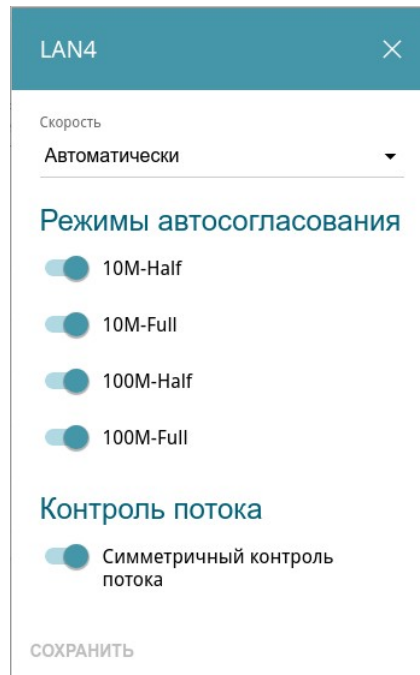 LAN4
Скорость
Автоматически
Режимы автосогласования
10M-Half
10M-Full
100M-Half
100M-Full
Контроль потока
Симметричный контроль
потока
СОХРАНИТЬ